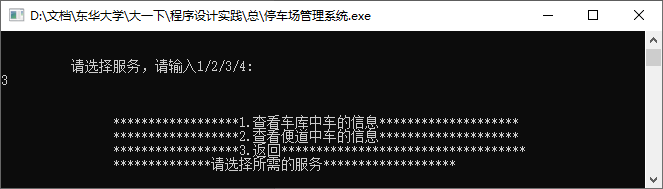 D:\文档\东华大学\大一下\程序设计实践\总\停车场管理系统.exe
请选择服务，请输入1/2/3/4:
3
******************1.查看车库中车的信息********************
******************2.查看便道中车的信息********************
******************3.返回***********************************
**************请选择所需的服务*******************